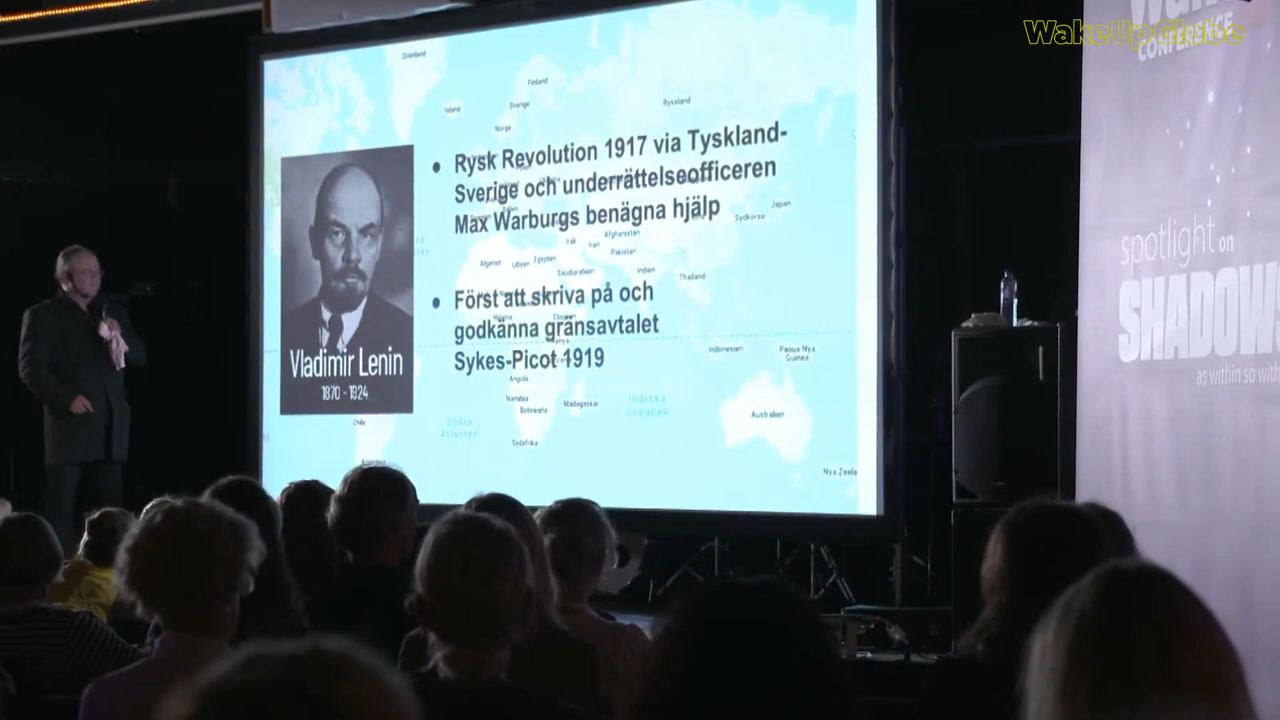 WakeUpGlobe
CONFERENCE
Grönland
Finland
Island
Sverige
Ryssland
Norge
Rysk Revolution 1917 via Tyskland-
Sverige och underrättelseofficeren
Max Warburgs benägna hjälp
Japan
Sydkorea
Afghanistan
Irak
Iran
Pakistan
Algeriet
Libyen
Egypten
Saudiarabien
Indien
Thailand
Först att skriva på och
godkänna gränsavtalet
Sykes-Picot 1919
Vladimir Lenin
1870 - 1924
Indonesien
Papua Nya
Guinea
Angola
Namibia
Botswana
Madagaskar
Indiska
oceanen
Australien
Chile
Södra
Atlanten
Sydafrika
Argentina
Nya Zeela
spotlight on
SHADOW
as within so with